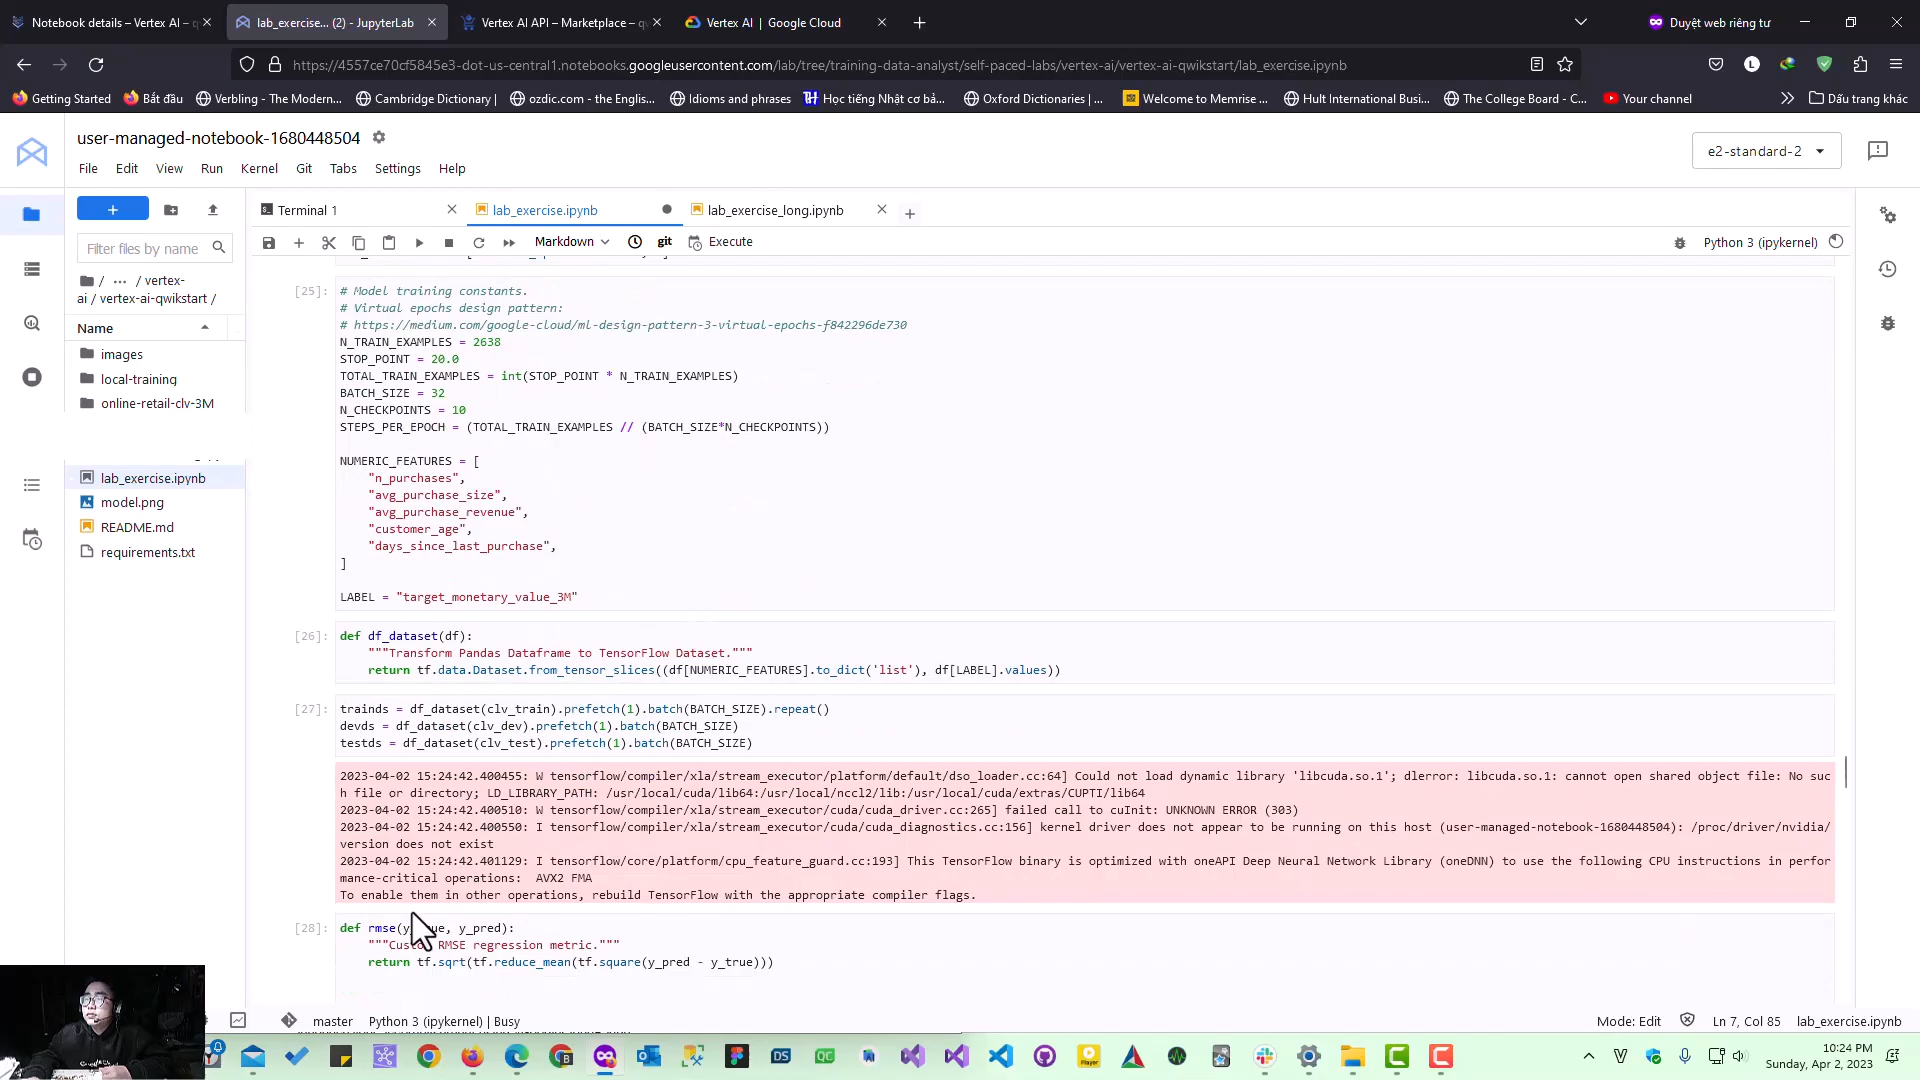 Notebook details – Vertex AI –
lab_exercise... (2) - JupyterLab
Vertex AI API – Marketplace –
Vertex AI | Google Cloud
Duyệt web riêng tư
https://4557ce70cf5845e3-dot-us-central1.notebooks.googleusercontent.com/lab/tree/training-data-analyst/self-paced-labs/vertex-ai/vertex-ai-qwikstart/lab_exercise.ipynb
Getting Started
Bắt đầu
Verbling - The Modern...
Cambridge Dictionary |
ozdic.com - the Englis...
Idioms and phrases
Học tiếng Nhật cơ bả...
Oxford Dictionaries | ...
Welcome to Memrise ...
Hult International Busi...
The College Board - C...
Your channel
Dấu trang khác
user-managed-notebook-1680448504
e2-standard-2
File Edit View Run Kernel Git Tabs Settings Help
Terminal 1
lab_exercise.ipynb
lab_exercise_long.ipynb
Filter files by name
Markdown
git
Execute
Python 3 (ipykernel)
/ ... / vertex-
ai / vertex-ai-qwikstart /
Name
images
local-training
online-retail-clv-3M
lab_exercise.ipynb
model.png
README.md
requirements.txt
[25]:
# Model training constants.
# Virtual epochs design pattern:
# https://medium.com/google-cloud/ml-design-pattern-3-virtual-epochs-f842296de730
N_TRAIN_EXAMPLES = 2638
STOP_POINT = 20.0
TOTAL_TRAIN_EXAMPLES = int(STOP_POINT * N_TRAIN_EXAMPLES)
BATCH_SIZE = 32
N_CHECKPOINTS = 10
STEPS_PER_EPOCH = (TOTAL_TRAIN_EXAMPLES // (BATCH_SIZE*N_CHECKPOINTS))
NUMERIC_FEATURES = [
"n_purchases",
"avg_purchase_size",
"avg_purchase_revenue",
"customer_age",
"days_since_last_purchase",
]
LABEL = "target_monetary_value_3M"
[26]:
def df_dataset(df):
"""Transform Pandas Dataframe to TensorFlow Dataset."""
return tf.data.Dataset.from_tensor_slices((df[NUMERIC_FEATURES].to_dict('list'), df[LABEL].values))
[27]:
trainds = df_dataset(clv_train).prefetch(1).batch(BATCH_SIZE).repeat()
devds = df_dataset(clv_dev).prefetch(1).batch(BATCH_SIZE)
testds = df_dataset(clv_test).prefetch(1).batch(BATCH_SIZE)
2023-04-02 15:24:42.400455: W tensorflow/compiler/xla/stream_executor/platform/default/dso_loader.cc:64] Could not load dynamic library 'libcuda.so.1'; dlerror: libcuda.so.1: cannot open shared object file: No suc
h file or directory; LD_LIBRARY_PATH: /usr/local/cuda/lib64:/usr/local/nccl2/lib:/usr/local/cuda/extras/CUPTI/lib64
2023-04-02 15:24:42.400510: W tensorflow/compiler/xla/stream_executor/cuda/cuda_driver.cc:265] failed call to cuInit: UNKNOWN ERROR (303)
2023-04-02 15:24:42.400550: I tensorflow/compiler/xla/stream_executor/cuda/cuda_diagnostics.cc:156] kernel driver does not appear to be running on this host (user-managed-notebook-1680448504): /proc/driver/nvidia/
version does not exist
2023-04-02 15:24:42.401129: I tensorflow/core/platform/cpu_feature_guard.cc:193] This TensorFlow binary is optimized with oneAPI Deep Neural Network Library (oneDNN) to use the following CPU instructions in perfor
mance-critical operations: AVX2 FMA
To enable them in other operations, rebuild TensorFlow with the appropriate compiler flags.
[28]:
def rmse( y_pred):
RMSE regression metric."""
return tf.sqrt(tf.reduce_mean(tf.square(y_pred - y_true)))
master
Python 3 (ipykernel) | Busy
Mode: Edit
Ln 7, Col 85
lab_exercise.ipynb
10:24 PM
Sunday, Apr 2, 2023